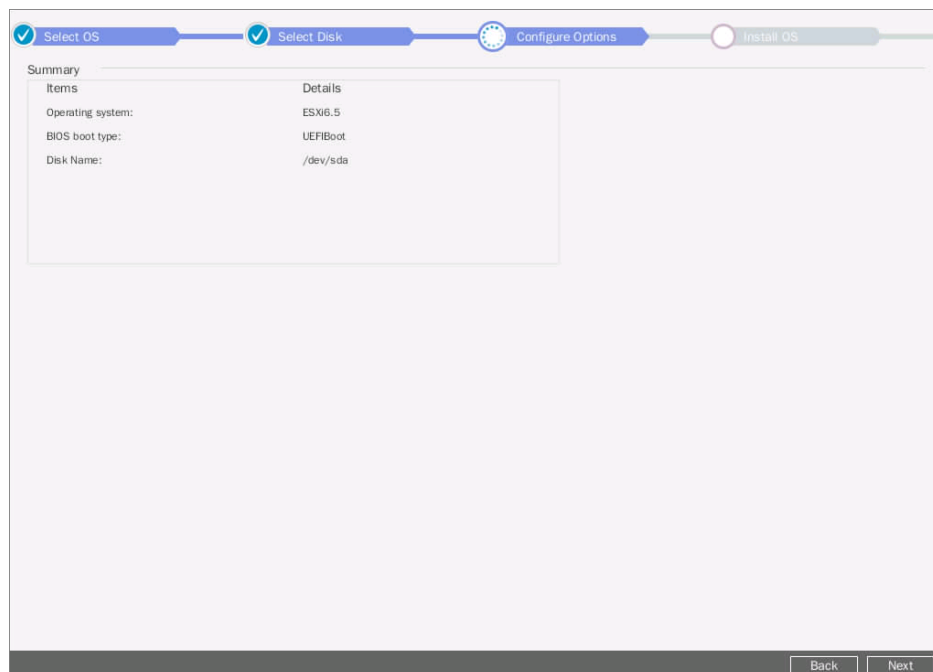 Select OS Select Disk Configure Options Install OS
Summary
Items Details
Operating system: ESXi6.5
BIOS boot type: UEFIBoot
Disk Name: /dev/sda
Back Next